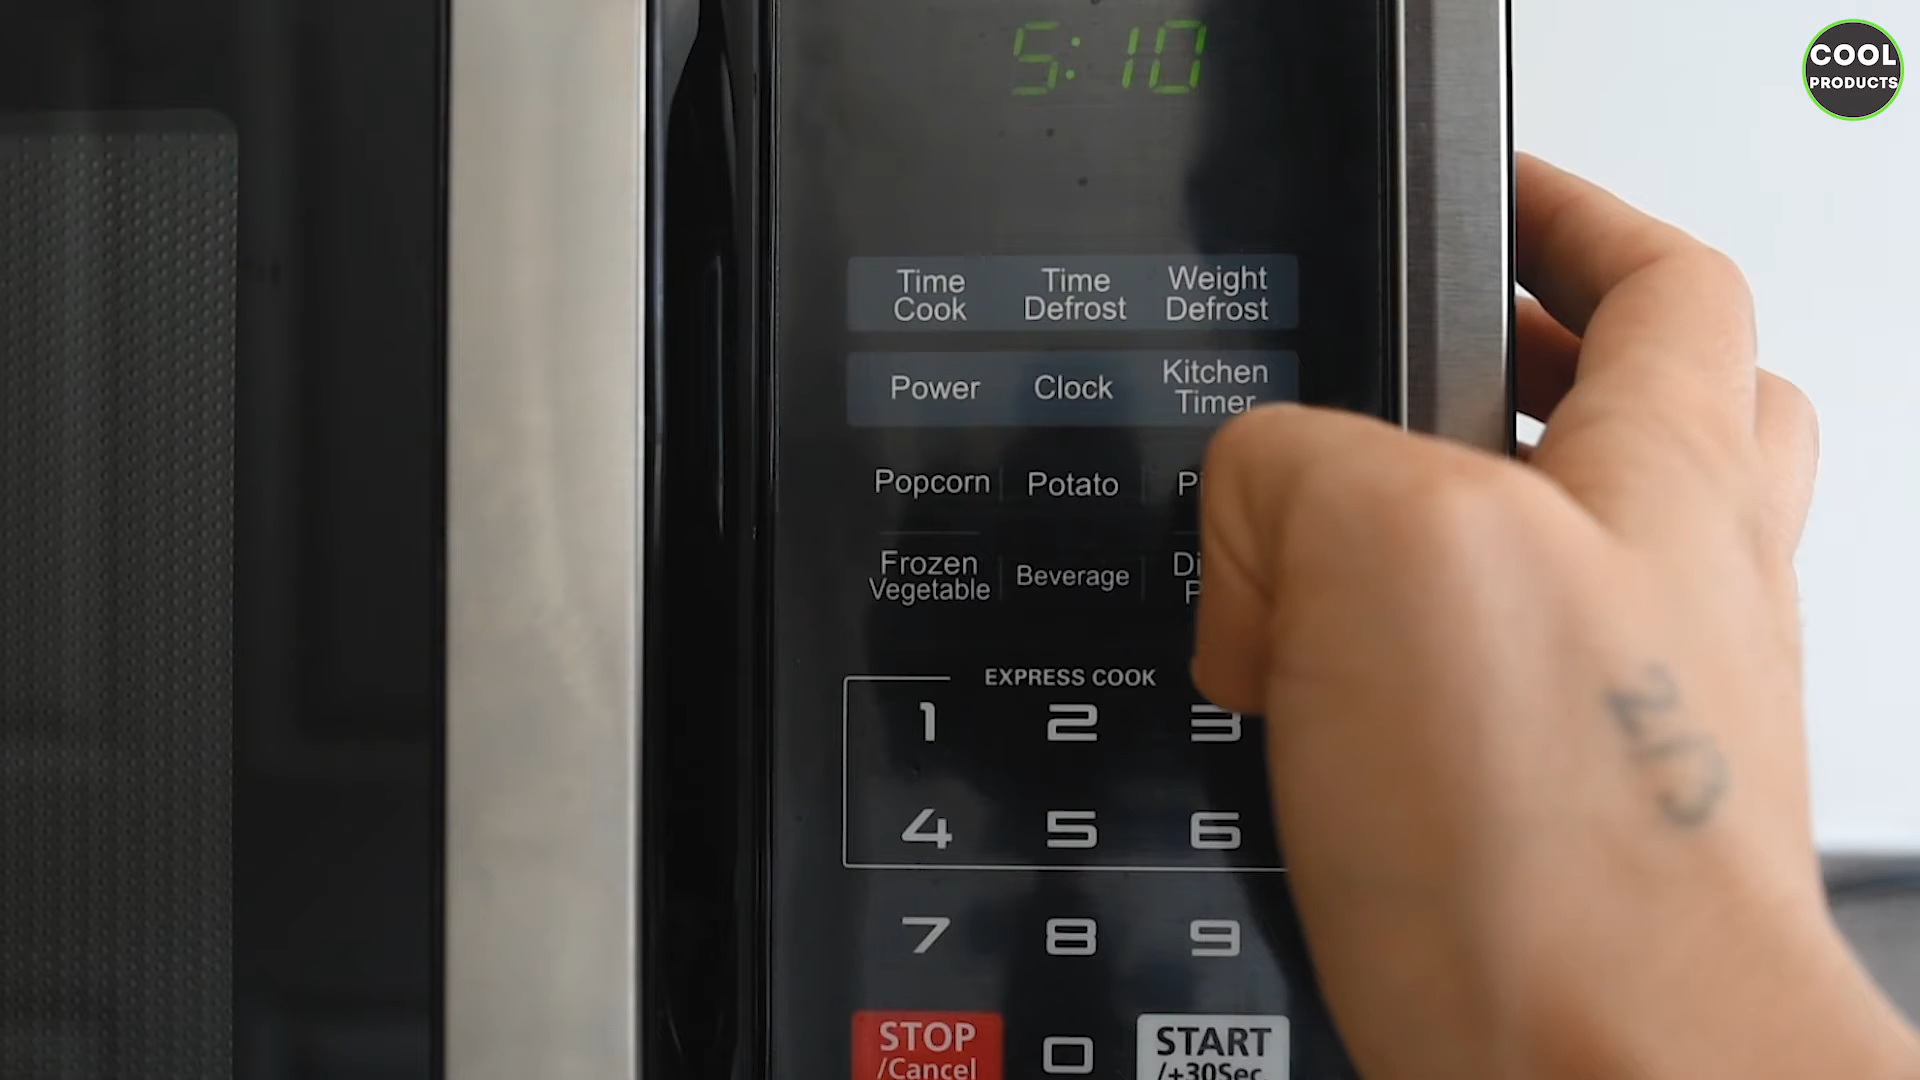 COOL
PRODUCTS
5:10
Time
Cook
Time
Defrost
Weight
Defrost
Power
Clock
Kitchen
Timer
Popcorn
Potato
Frozen
Vegetable
Beverage
EXPRESS COOK
1 2 3
4 5 6
7 8 9
STOP
/Cancel
0
START
/+30Sec.